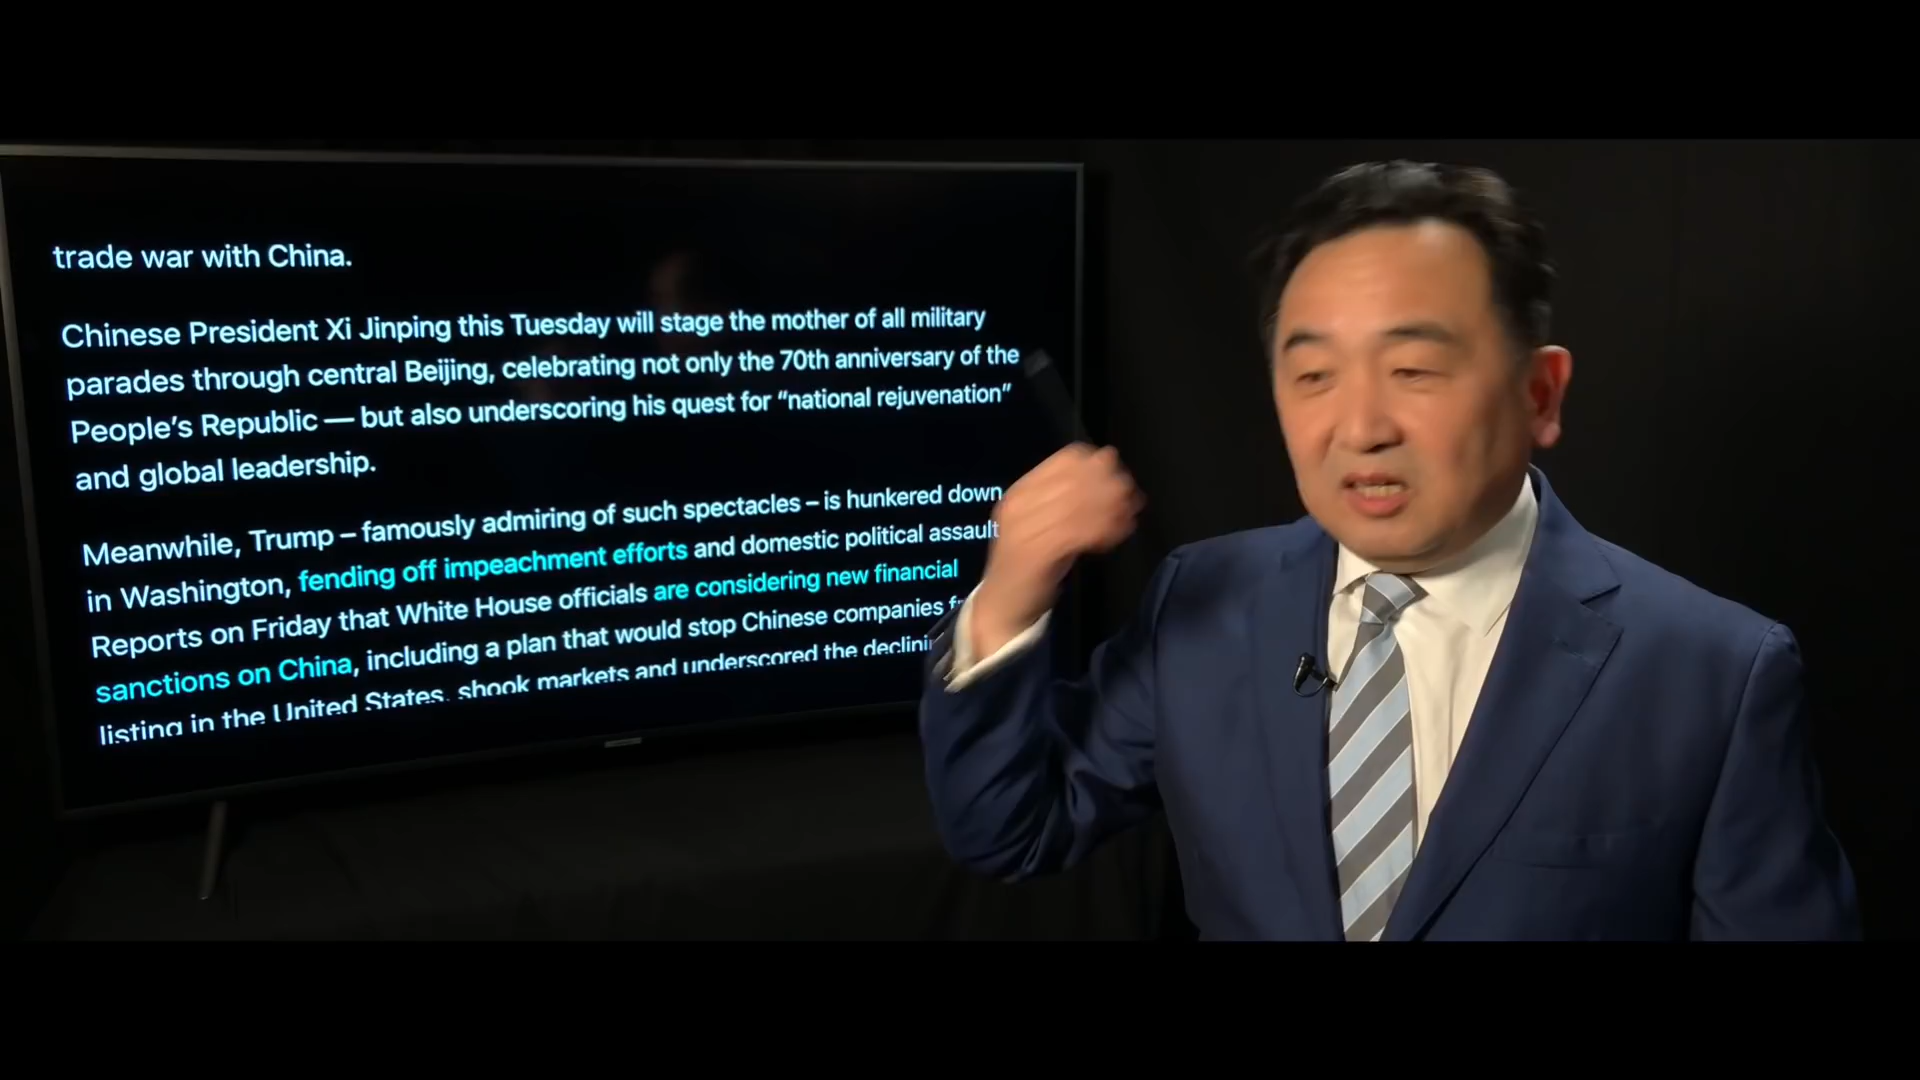 trade war with China.
Chinese President Xi Jinping this Tuesday will stage the mother of all military
parades through central Beijing, celebrating not only the 70th anniversary of the
People’s Republic — but also underscoring his quest for “national rejuvenation”
and global leadership.
Meanwhile, Trump – famously admiring of such spectacles – is hunkered down
in Washington, fending off impeachment efforts and domestic political assault
Reports on Friday that White House officials are considering new financial
sanctions on China, including a plan that would stop Chinese companies
listing in the United States, shook markets and underscored the